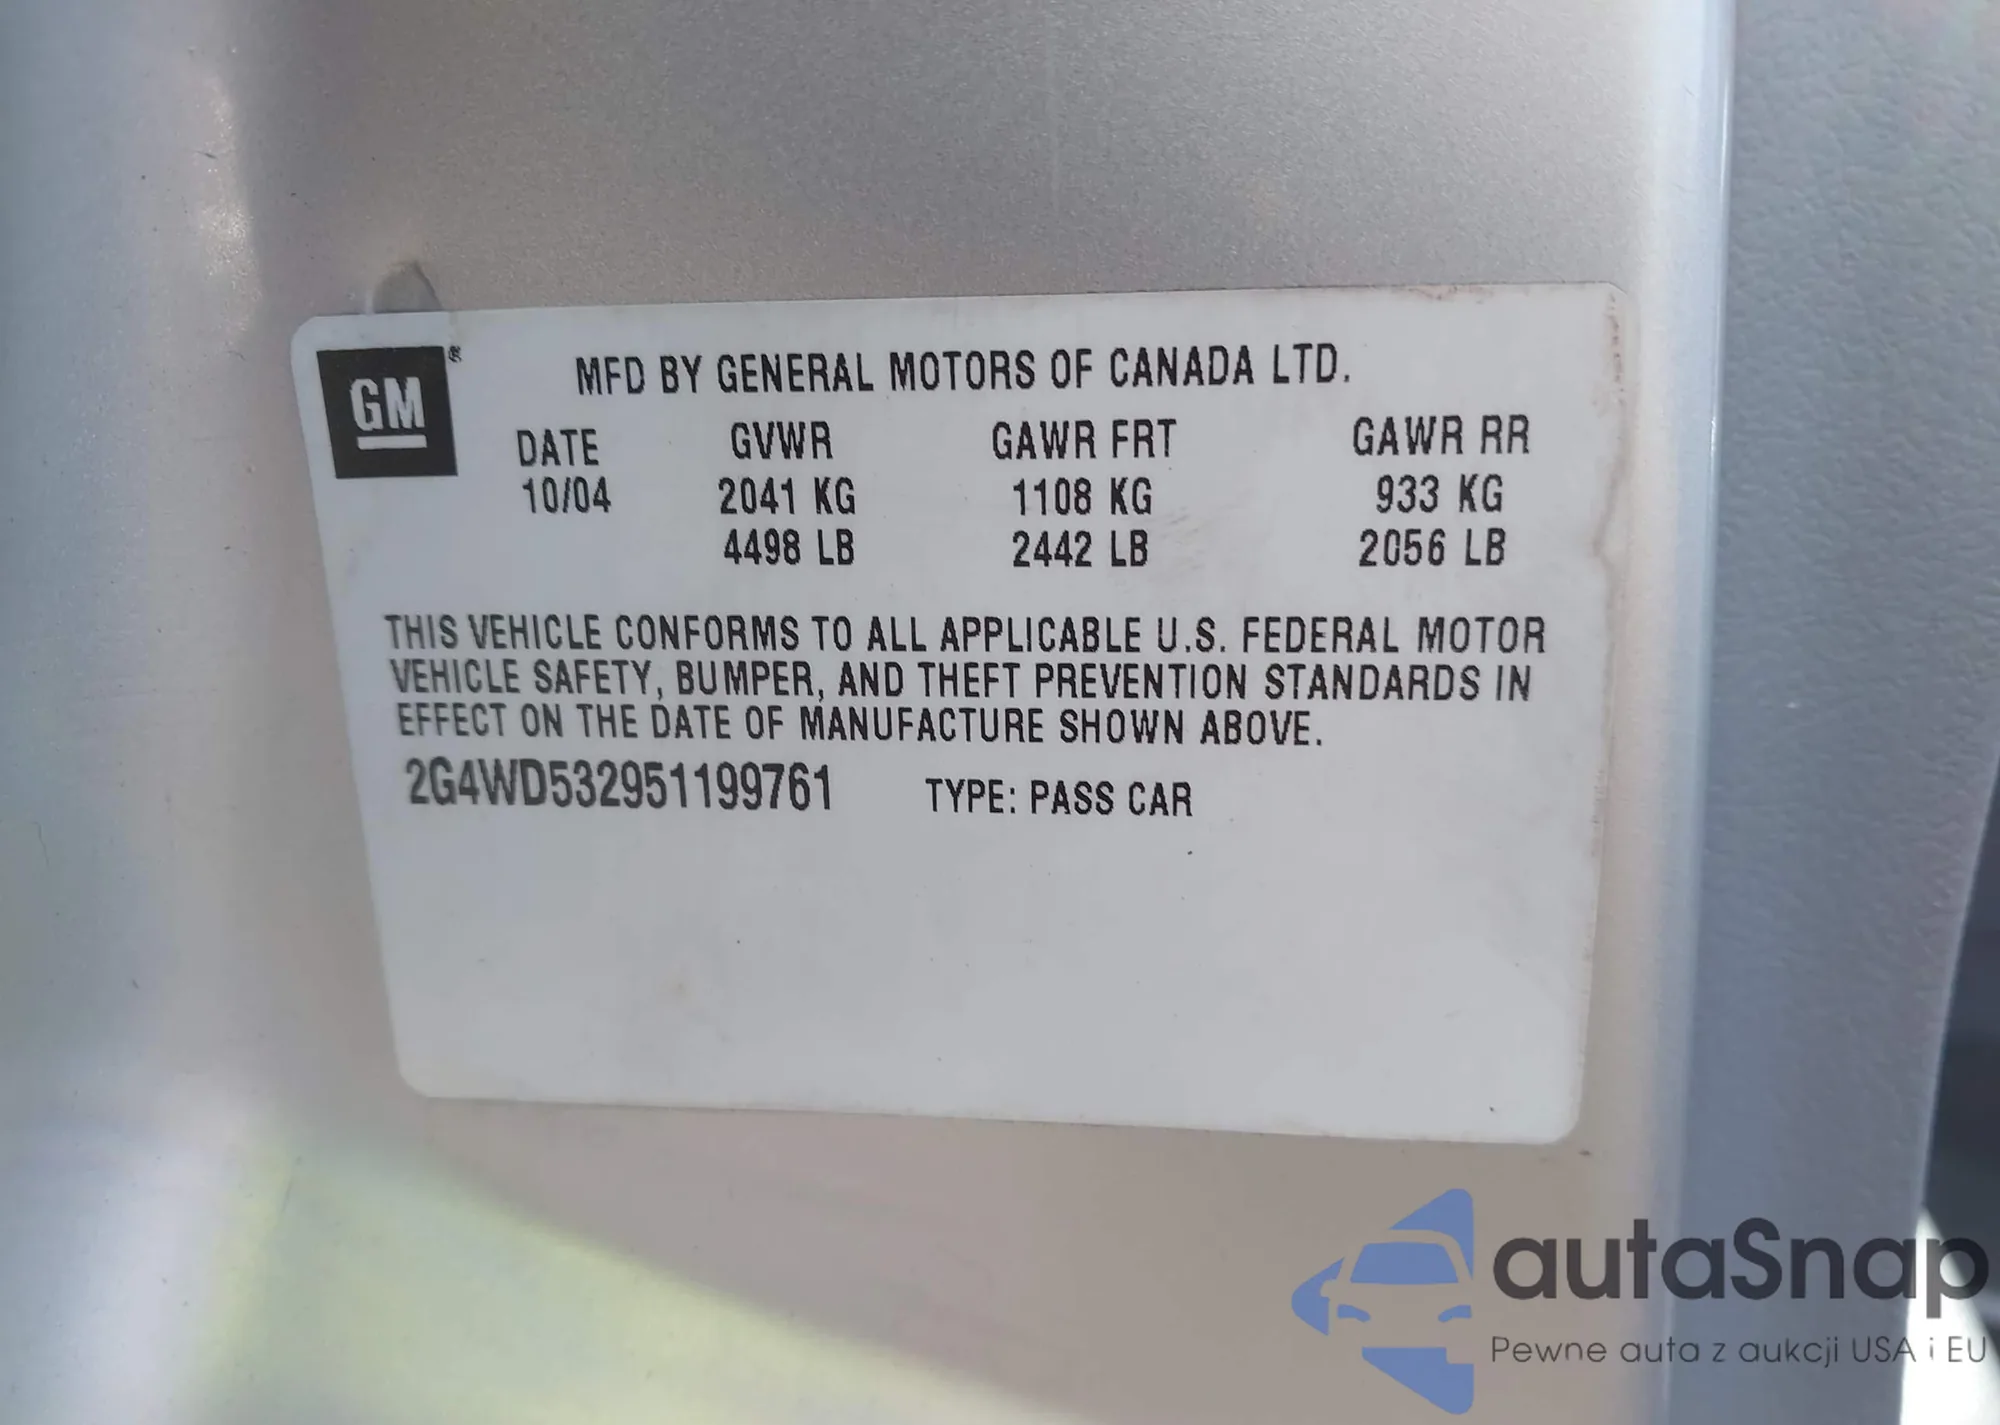 GM ®
MFD BY GENERAL MOTORS OF CANADA LTD.
DATE GVWR GAWR FRT GAWR RR
10/04 2041 KG 1108 KG 933 KG
4498 LB 2442 LB 2056 LB
THIS VEHICLE CONFORMS TO ALL APPLICABLE U.S. FEDERAL MOTOR
VEHICLE SAFETY, BUMPER, AND THEFT PREVENTION STANDARDS IN
EFFECT ON THE DATE OF MANUFACTURE SHOWN ABOVE.
2G4WD532951199761 TYPE: PASS CAR
autaSnap
Pewne auta z aukcji USA i EU